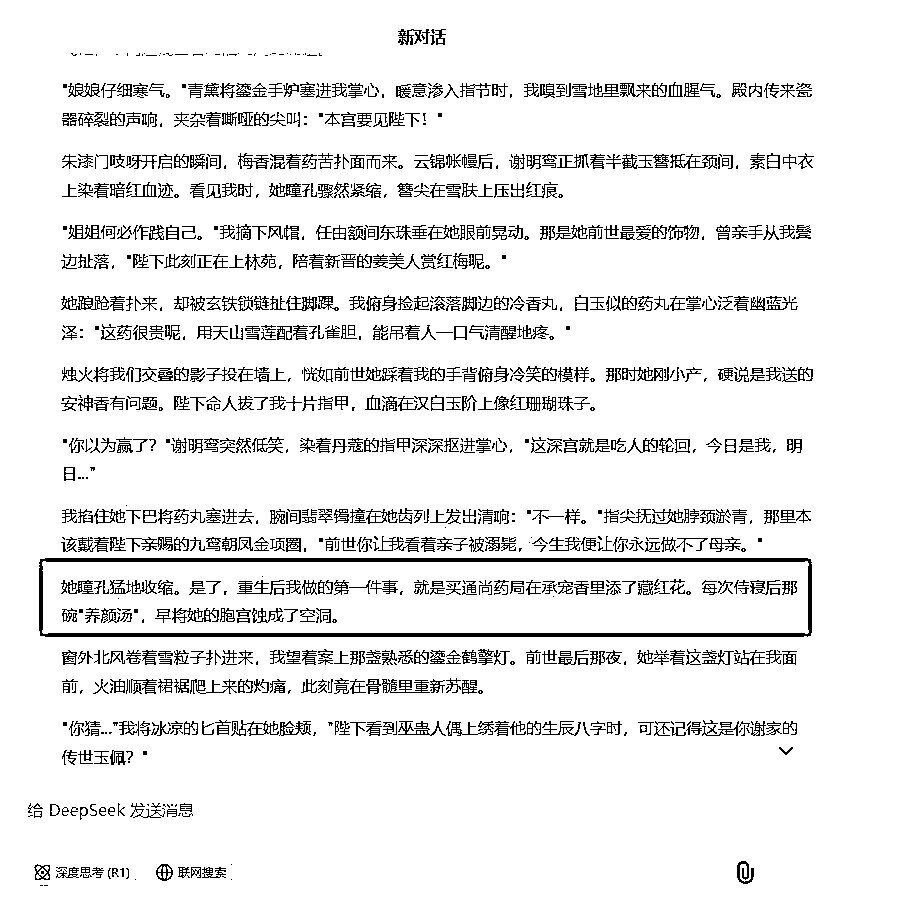 新对话
"娘娘仔细寒气。"青黛将鎏金手炉塞进我掌心，暖意渗入指节时，我嗅到雪地里飘来的血腥气。殿内传来瓷
器碎裂的声响，夹杂着嘶哑的尖叫："本宫要见陛下！"
朱漆门吱呀开启的瞬间，梅香混着药苦扑面而来。云锦帐幔后，谢明鸾正抓着半截玉簪抵在颈间，素白中衣
上染着暗红血迹。看见我时，她瞳孔骤然紧缩，簪尖在雪肤上压出红痕。
"姐姐何必作践自己。"我摘下风帽，任由额间东珠垂在她眼前晃动。那是她前世最爱的饰物，曾亲手从我鬓
边扯落，"陛下此刻正在上林苑，陪着新晋的姜美人赏红梅呢。"
她踉跄着扑来，却被玄铁锁链扯住脚踝。我俯身捡起滚落脚边的冷香丸，白玉似的药丸在掌心泛着幽蓝光
泽："这药很贵呢，用天山雪莲配着孔雀胆，能吊着人一口气清醒地疼。"
烛火将我们交叠的影子投在墙上，恍如前世她踩着我的手背俯身冷笑的模样。那时她刚小产，硬说是我送的
安神香有问题。陛下命人拔了我十片指甲，血滴在汉白玉阶上像红珊瑚珠子。
"你以为赢了？"谢明鸾突然低笑，染着丹蔻的指甲深深抠进掌心，"这深宫就是吃人的轮回，今日是我，明
日..."
我掐住她下巴将药丸塞进去，腕间翡翠镯撞在她齿列上发出清响："不一样。"指尖抚过她脖颈淤青，那里本
该戴着陛下亲赐的九鸾朝凤金项圈，"前世你让我看着亲子被溺毙，今生我便让你永远做不了母亲。"
她瞳孔猛地收缩。是了，重生后我做的第一件事，就是买通尚药局在承宠香里添了藏红花。每次侍寝后那
碗"养颜汤"，早将她的胞宫蚀成了空洞。
窗外北风卷着雪粒子扑进来，我望着案上那盏熟悉的鎏金鹤擎灯。前世最后那夜，她举着这盏灯站在我面
前，火油顺着裙裾爬上来的灼痛，此刻竟在骨髓里重新苏醒。
"你猜..."我将冰凉的匕首贴在她脸颊，"陛下看到巫蛊人偶上绣着他的生辰八字时，可还记得这是你谢家的
传世玉佩？"
给 DeepSeek 发送消息
深度思考 (R1)
联网搜索